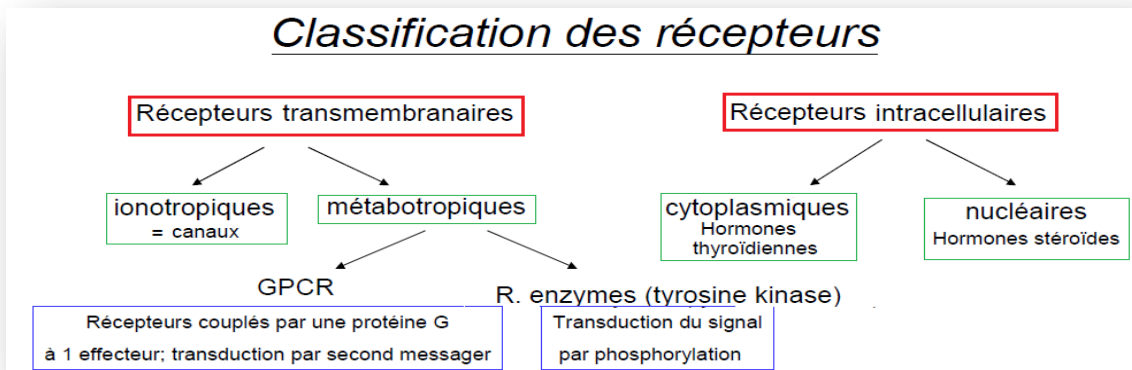 Classification des récepteurs
Récepteurs transmembranaires
Récepteurs intracellulaires
ionotropiques
= canaux
métabotropiques
cytoplasmiques
Hormones
thyroïdiennes
nucléaires
Hormones stéroïdes
GPCR
R. enzymes (tyrosine kinase)
Récepteurs couplés par une protéine G
à 1 effecteur; transduction par second messager
Transduction du signal
par phosphorylation